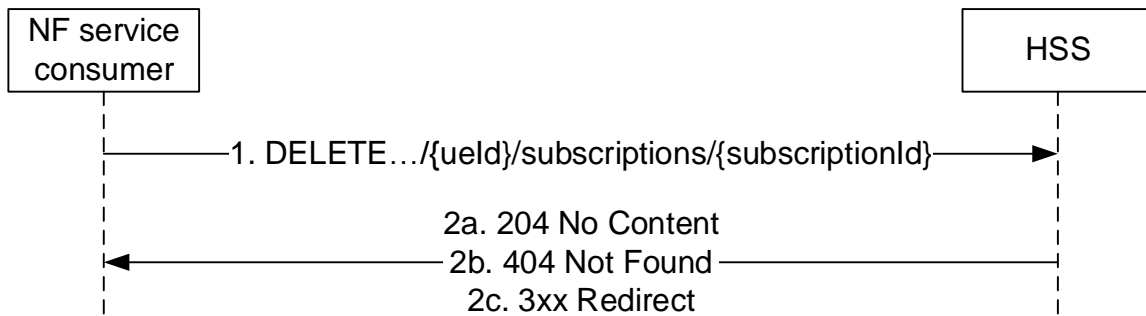 NF service
consumer
HSS
1. DELETE…/{ueId}/subscriptions/{subscriptionId}
2a. 204 No Content
2b. 404 Not Found
2c. 3xx Redirect